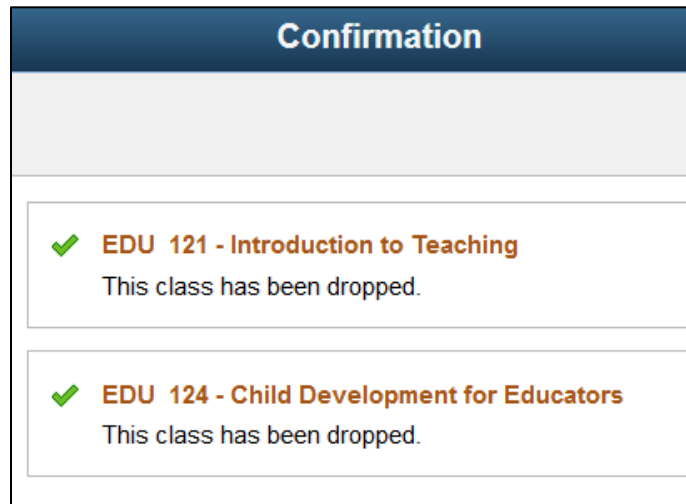 Confirmation
EDU 121 - Introduction to Teaching
This class has been dropped.
EDU 124 - Child Development for Educators
This class has been dropped.